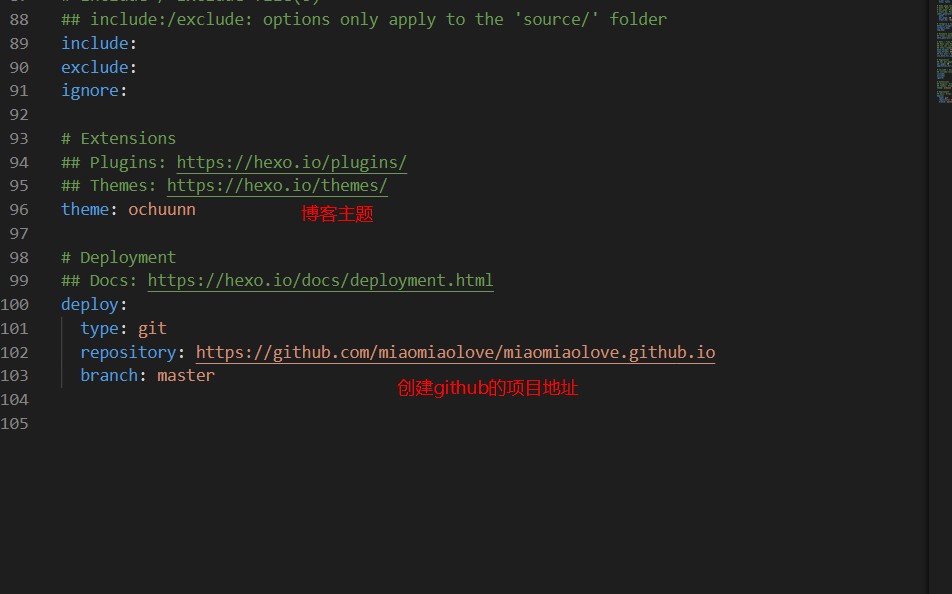 88 ## include:/exclude: options only apply to the 'source/' folder
89 include:
90 exclude:
91 ignore:
92
93 # Extensions
94 ## Plugins: https://hexo.io/plugins/
95 ## Themes: https://hexo.io/themes/
96 theme: ochuunn 博客主题
97
98 # Deployment
99 ## Docs: https://hexo.io/docs/deployment.html
100 deploy:
101 type: git
102 repository: https://github.com/miaomiaolove/miaomiaolove.github.io
103 branch: master
创建github的项目地址
104
105